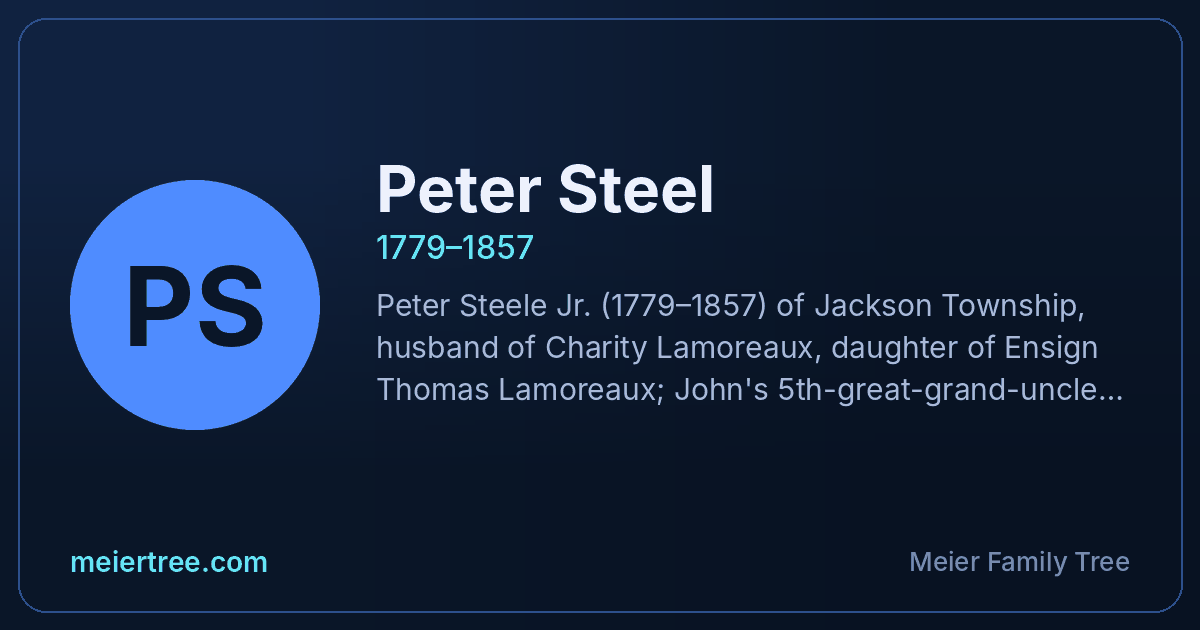 PS
Peter Steel
1779–1857
Peter Steele Jr. (1779–1857) of Jackson Township,
husband of Charity Lamoreaux, daughter of Ensign
Thomas Lamoreaux; John's 5th-great-grand-uncle...
meiertree.com
Meier Family Tree